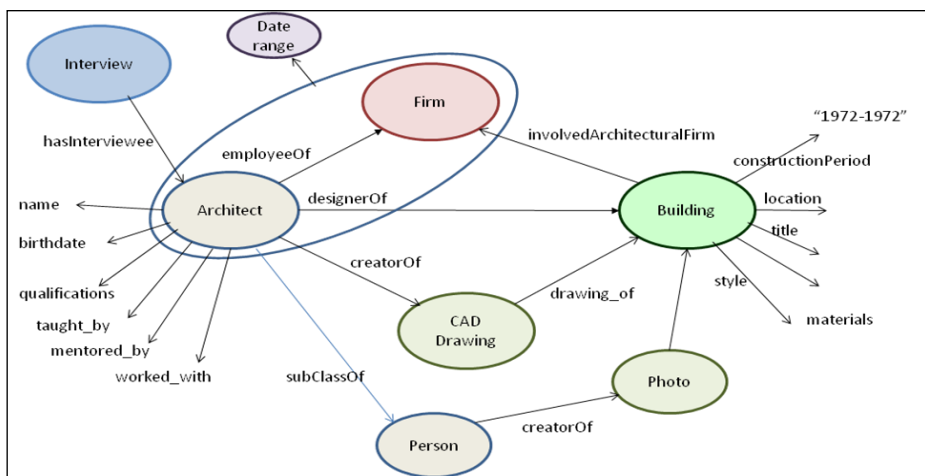 Date
range
Interview
Firm
"1972-1972"
hasInterviewee
involvedArchitecturalFirm
employeeOf
constructionPeriod
name
Architect
designerOf
Building
location
birthdate
title
creatorOf
qualifications
drawing_of
style
taught_by
CAD
Drawing
materials
mentored_by
worked_with
subClassOf
Photo
creatorOf
Person